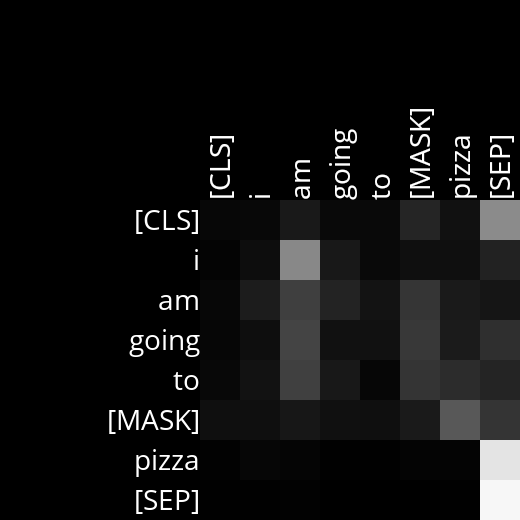 [CLS] i am going to [MASK] pizza [SEP]
[CLS]
i
am
going
to
[MASK]
pizza
[SEP]